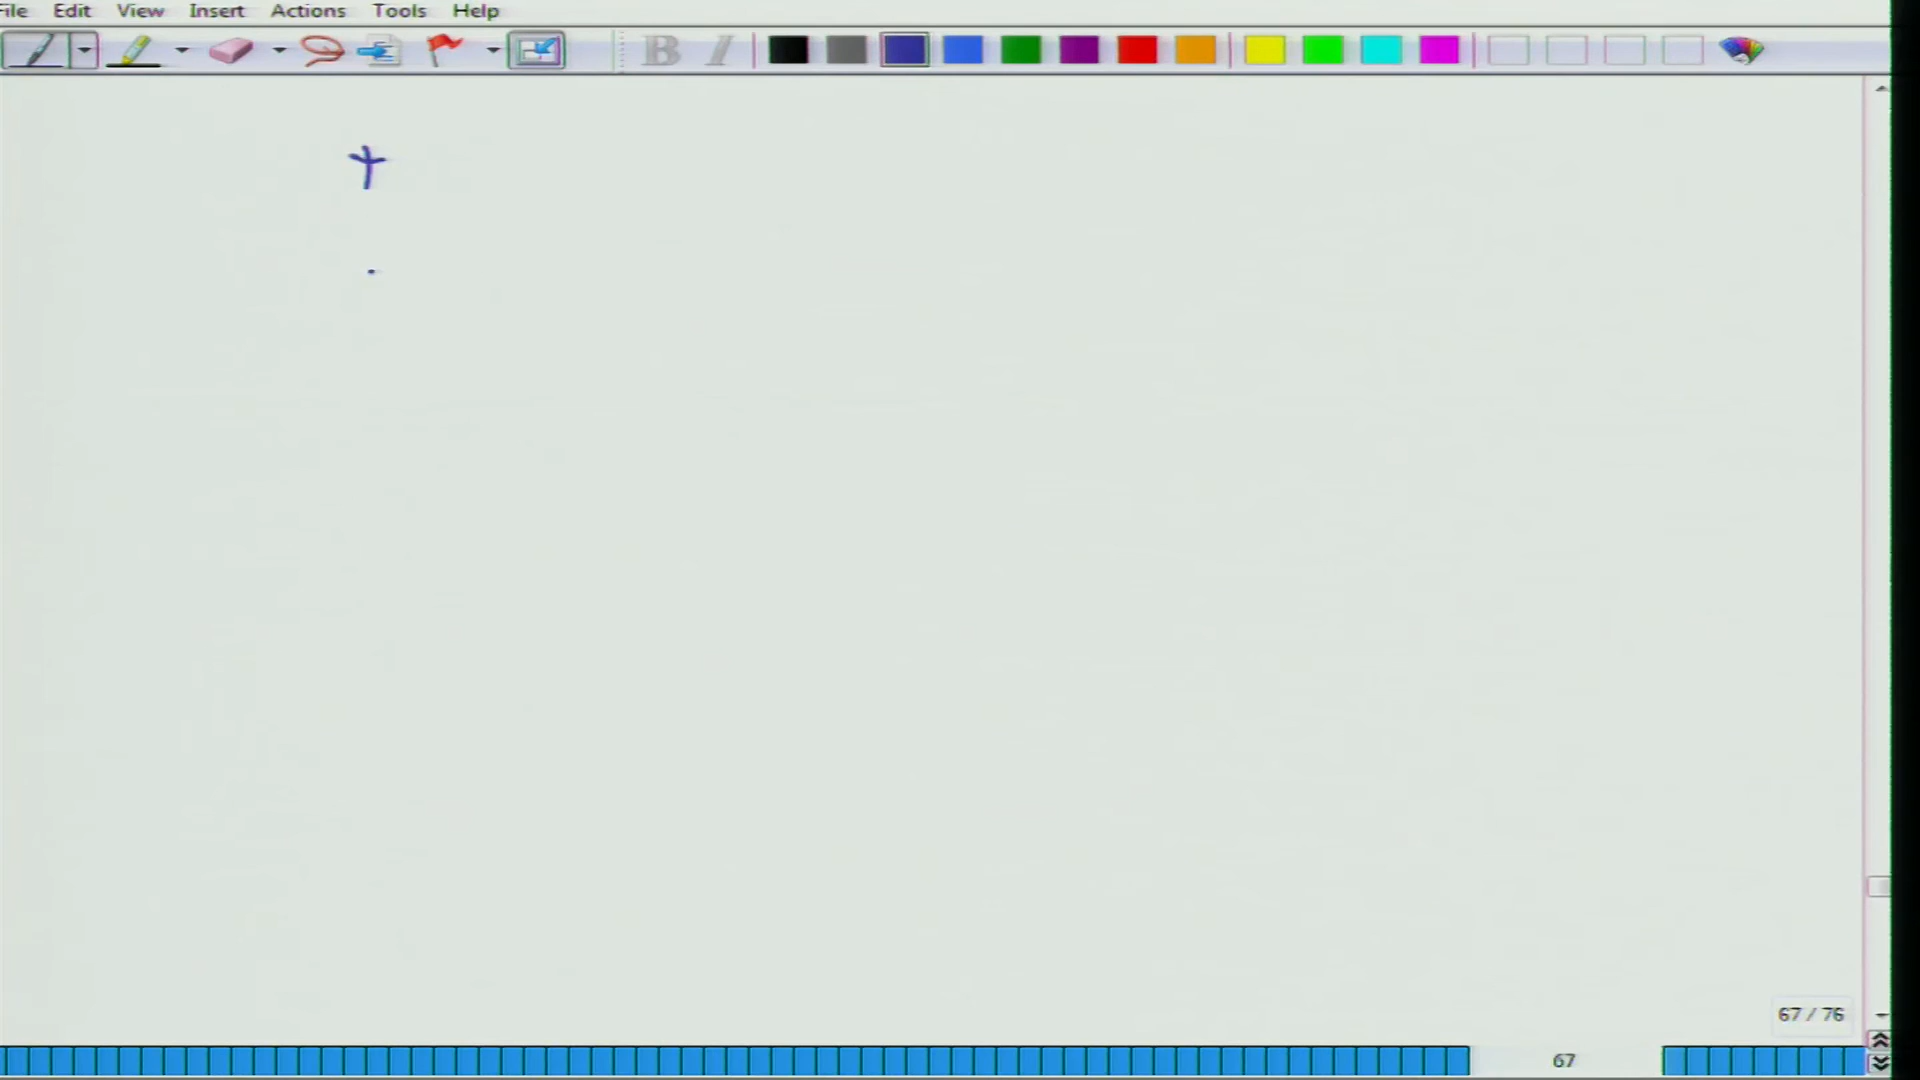 File Edit View Insert Actions Tools Help
B I
†
.
67 / 76
67